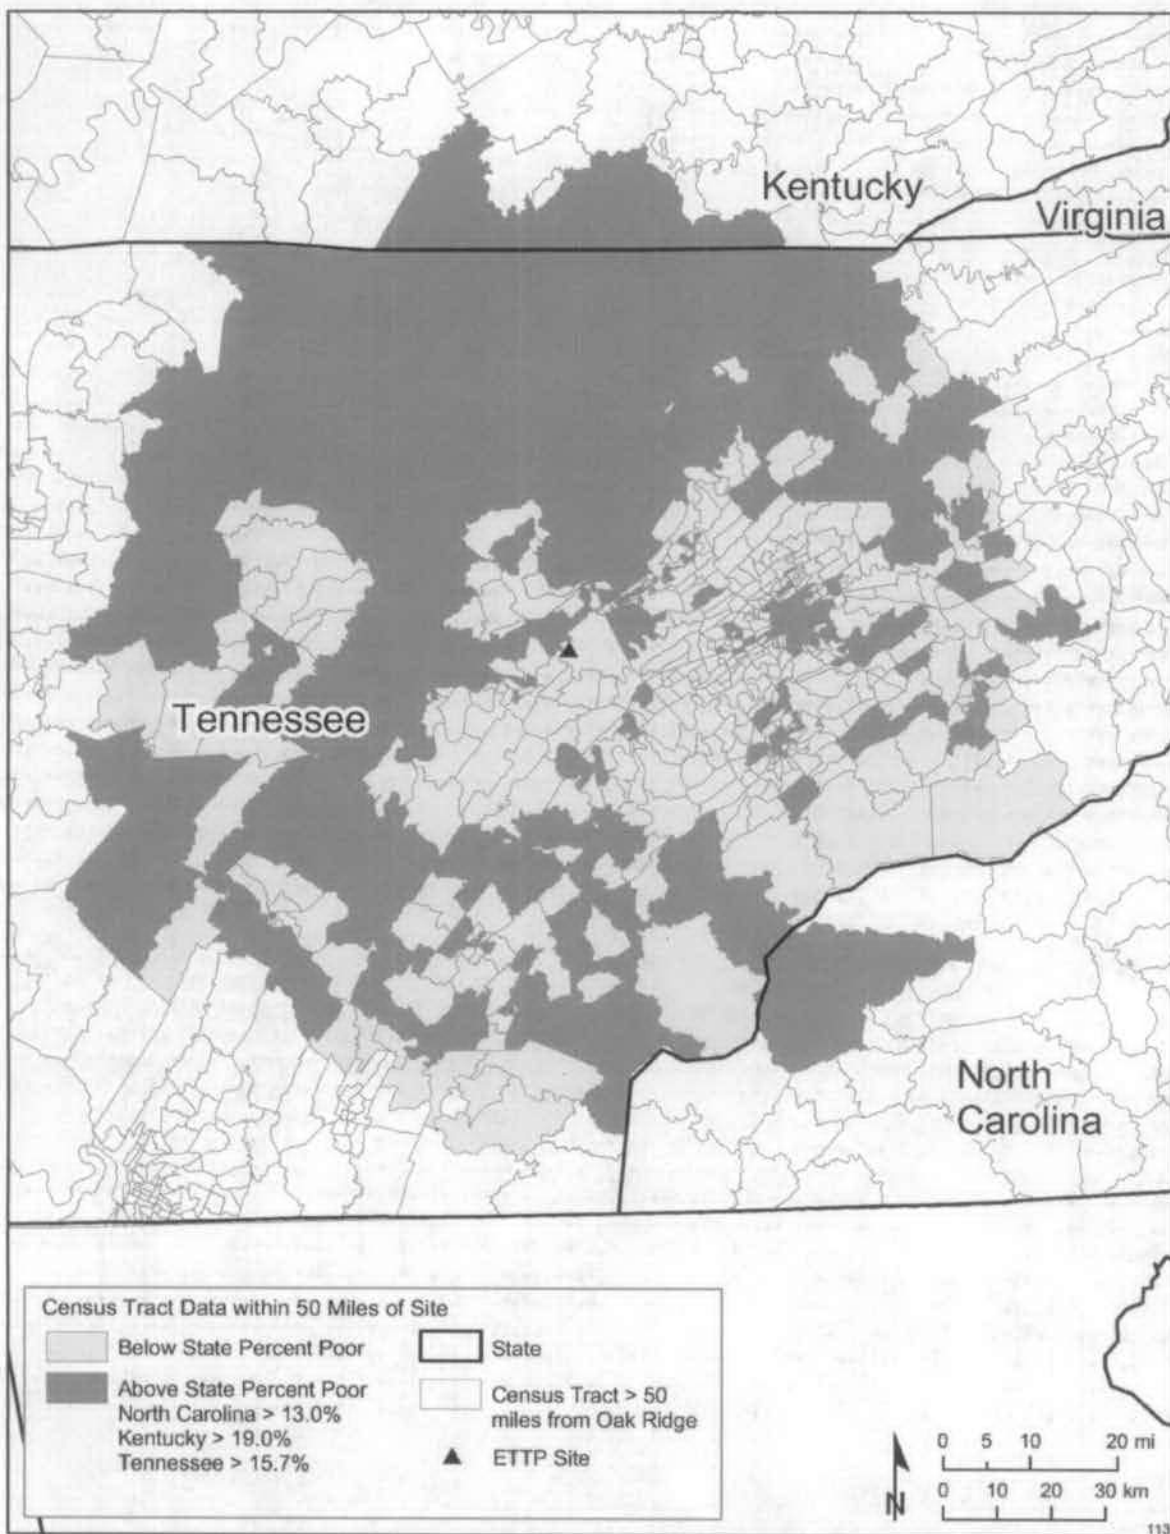 Kentucky
Virginia
Tennessee
North
Carolina
Census Tract Data within 50 Miles of Site
Below State Percent Poor
Above State Percent Poor
North Carolina > 13.0%
Kentucky > 19.0%
Tennessee > 15.7%
State
Census Tract > 50
miles from Oak Ridge
ETTP Site
N
0 5 10 20 mi
0 10 20 30 km
113